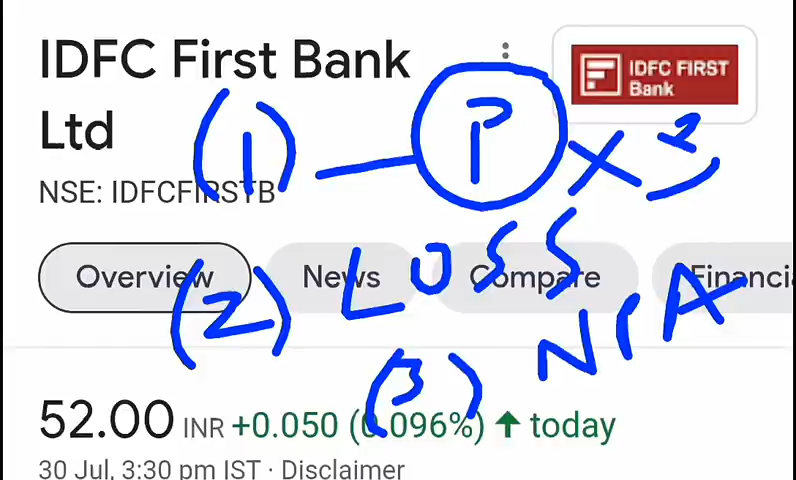 IDFC First Bank
Ltd
IDFC FIRST
Bank
(1) — P × 2
NSE: IDFCFIRSTB
Overview News Compare Financi
(2) LOSS
(3) NPA
52.00 INR +0.050 (0.096%) ↑ today
30 Jul, 3:30 pm IST · Disclaimer